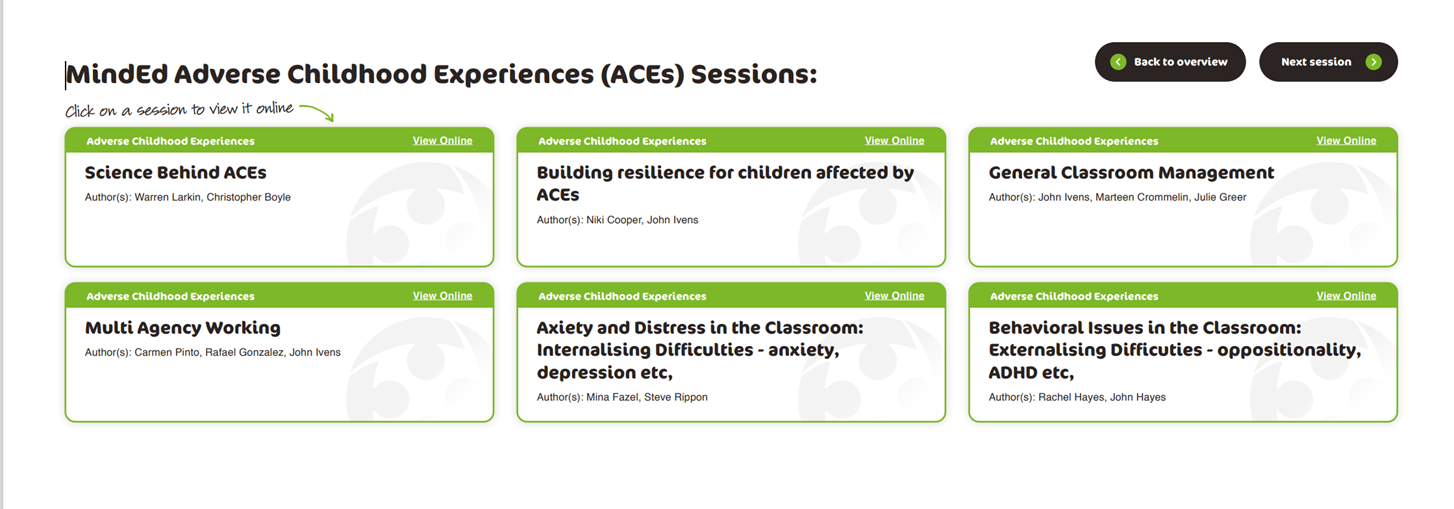 Back to overview
Next session
MindEd Adverse Childhood Experiences (ACEs) Sessions:
Click on a session to view it online
Adverse Childhood Experiences View Online
Science Behind ACEs
Author(s): Warren Larkin, Christopher Boyle
Adverse Childhood Experiences View Online
Building resilience for children affected by
ACEs
Author(s): Niki Cooper, John Ivens
Adverse Childhood Experiences View Online
General Classroom Management
Author(s): John Ivens, Marteen Crommelin, Julie Greer
Adverse Childhood Experiences View Online
Multi Agency Working
Author(s): Carmen Pinto, Rafael Gonzalez, John Ivens
Adverse Childhood Experiences View Online
Axiety and Distress in the Classroom:
Internalising Difficulties - anxiety,
depression etc,
Author(s): Mina Fazel, Steve Rippon
Adverse Childhood Experiences View Online
Behavioral Issues in the Classroom:
Externalising Difficuties - oppositionality,
ADHD etc,
Author(s): Rachel Hayes, John Hayes